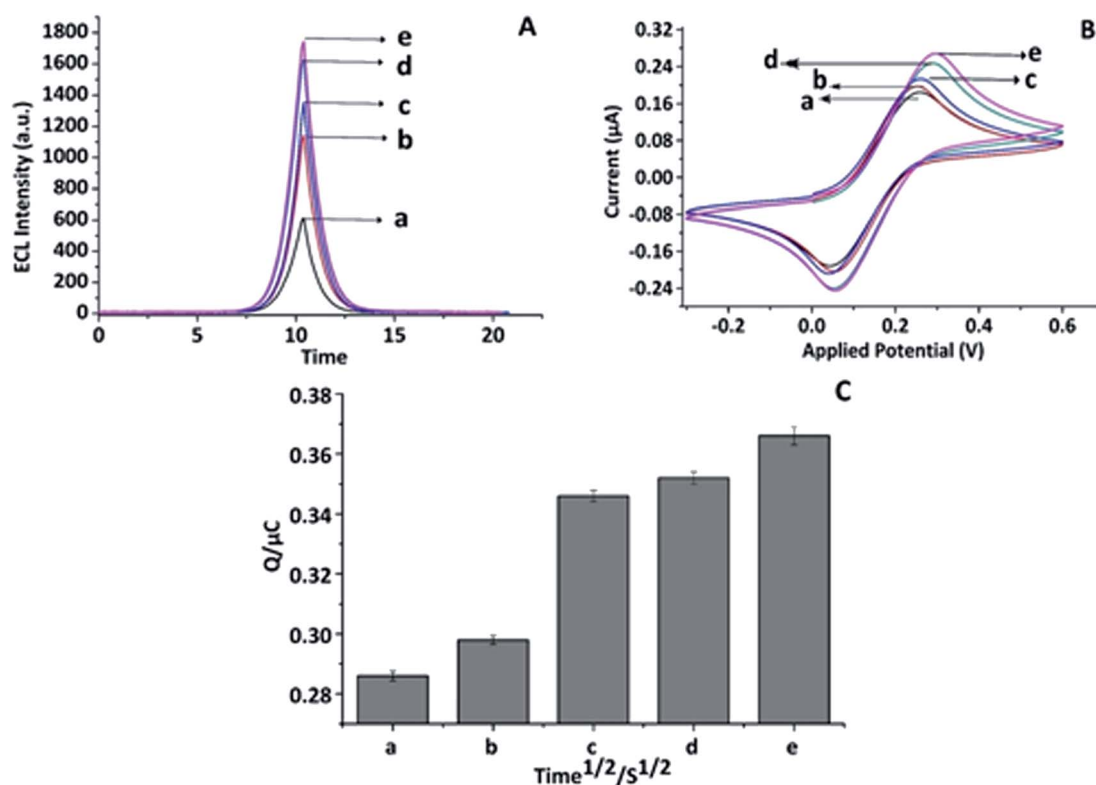 A
1800
1600
1400
1200
1000
800
600
400
200
0
ECL Intensity (a.u.)
e
d
c
b
a
0 5 10 15 20
Time
B
0.32
0.24
0.16
0.08
0.00
-0.08
-0.16
-0.24
Current (µA)
d
b
a
e
c
-0.2 0.0 0.2 0.4 0.6
Applied Potential (V)
C
0.38
0.36
0.34
0.32
0.30
0.28
Q/µC
a b c d e
Time1/2/S1/2